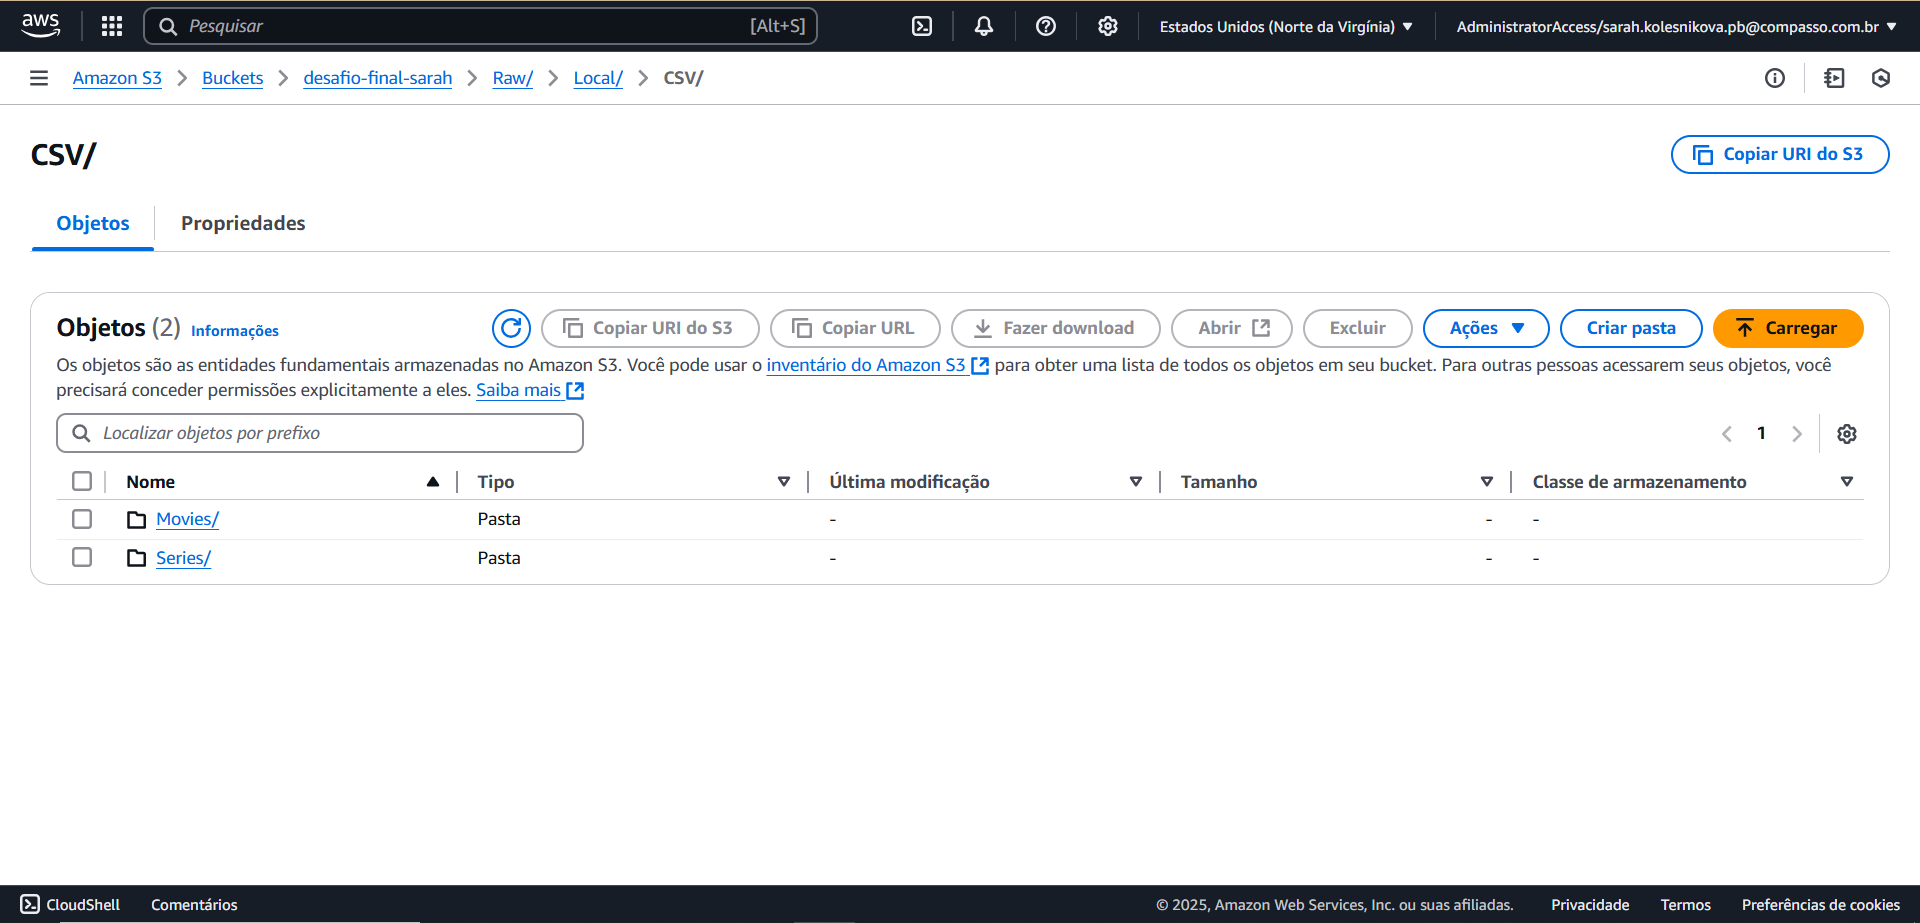 aws Pesquisar [Alt+S] Estados Unidos (Norte da Virgínia) AdministratorAccess/sarah.kolesnikova.pb@compasso.com.br
Amazon S3 Buckets desafio-final-sarah Raw/ Local/ CSV/
CSV/ Copiar URI do S3
Objetos Propriedades
Objetos (2) Informações Copiar URI do S3 Copiar URL Fazer download Abrir Excluir Ações Criar pasta Carregar
Os objetos são as entidades fundamentais armazenadas no Amazon S3. Você pode usar o inventário do Amazon S3 para obter uma lista de todos os objetos em seu bucket. Para outras pessoas acessarem seus objetos, você
precisará conceder permissões explicitamente a eles. Saiba mais
Localizar objetos por prefixo 1
Nome Tipo Última modificação Tamanho Classe de armazenamento
Movies/ Pasta - - -
Series/ Pasta - - -
CloudShell Comentários © 2025, Amazon Web Services, Inc. ou suas afiliadas. Privacidade Termos Preferências de cookies